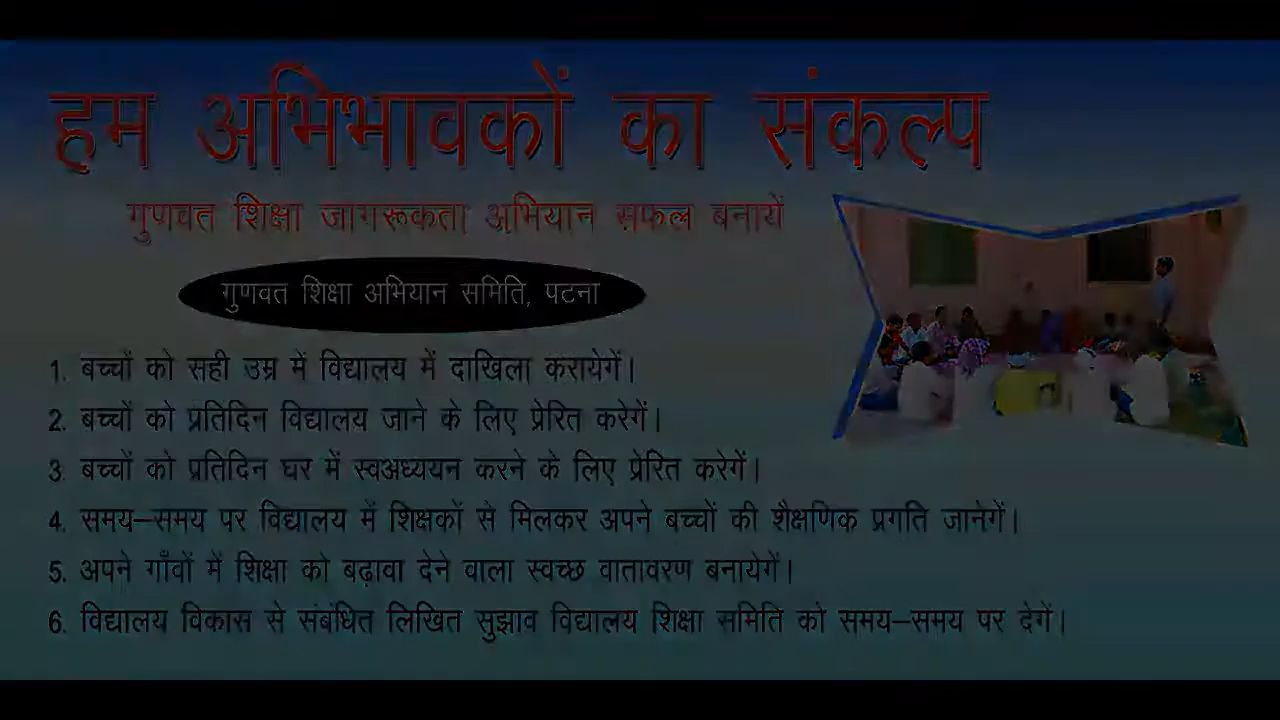 हम अभिभावकों का संकल्प
गुणवत शिक्षा जागरूकता अभियान सफल बनायें
गुणवत शिक्षा अभियान समिति, पटना
1. बच्चों को सही उम्र में विद्यालय में दाखिला करायेगें।
2. बच्चों को प्रतिदिन विद्यालय जाने के लिए प्रेरित करेगें।
3. बच्चों को प्रतिदिन घर में स्वअध्ययन करने के लिए प्रेरित करेगें।
4. समय–समय पर विद्यालय में शिक्षकों से मिलकर अपने बच्चों की शैक्षणिक प्रगति जानेगें।
5. अपने गाँवों में शिक्षा को बढ़ावा देने वाला स्वच्छ वातावरण बनायेगें।
6. विद्यालय विकास से संबंधित लिखित सुझाव विद्यालय शिक्षा समिति को समय–समय पर देगें।